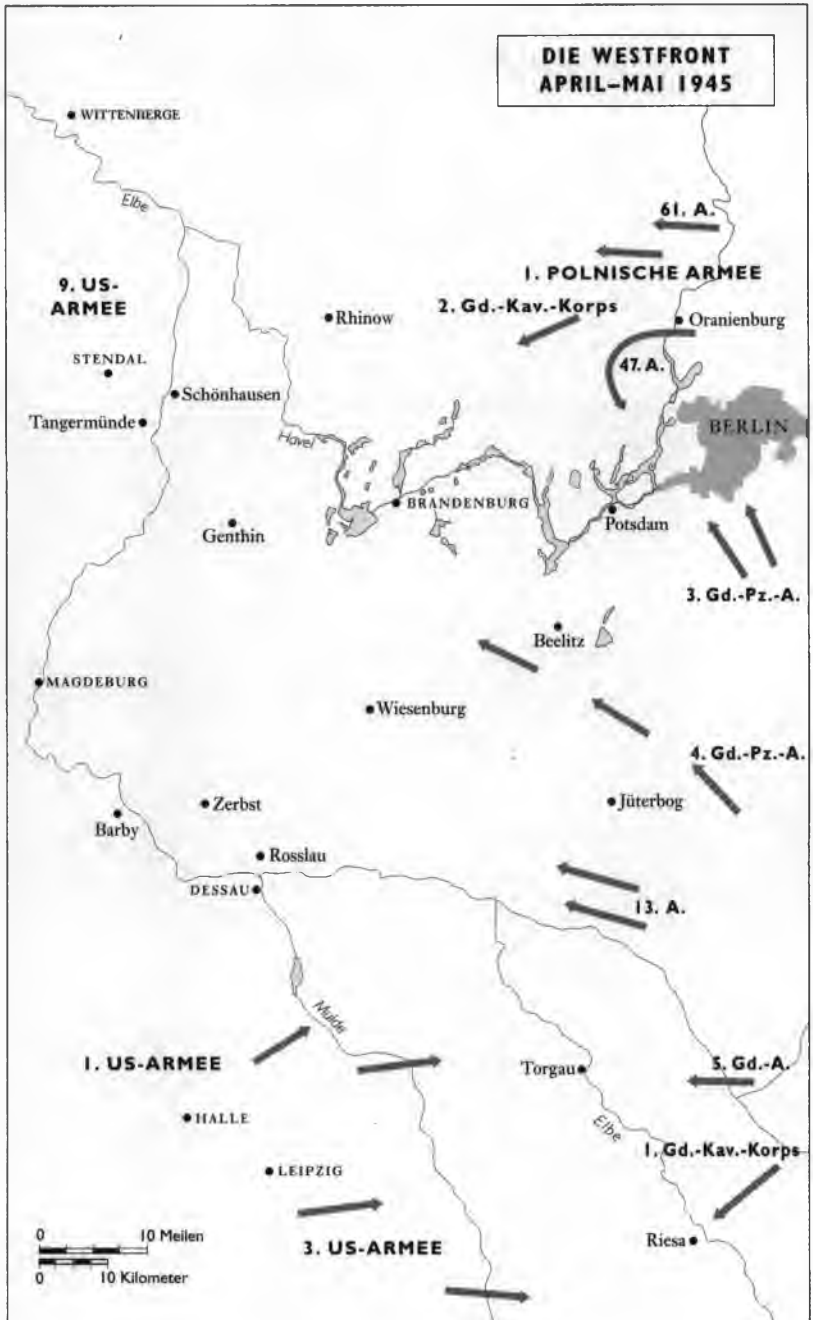 DIE WESTFRONT
APRIL–MAI 1945
WITTENBERGE
Elbe
61. A.
1. POLNISCHE ARMEE
9. US-
ARMEE
2. Gd.-Kav.-Korps
Rhinow
Oranienburg
STENDAL
47. A.
Schönhausen
Tangermünde
BERLIN
Havel
BRANDENBURG
Potsdam
Genthin
3. Gd.-Pz.-A.
Beelitz
MAGDEBURG
Wiesenburg
4. Gd.-Pz.-A.
Zerbst
Jüterbog
Barby
Rosslau
DESSAU
13. A.
Mulde
1. US-ARMEE
Torgau
5. Gd.-A.
HALLE
Elbe
1. Gd.-Kav.-Korps
LEIPZIG
0 10 Meilen
3. US-ARMEE
Riesa
0 10 Kilometer